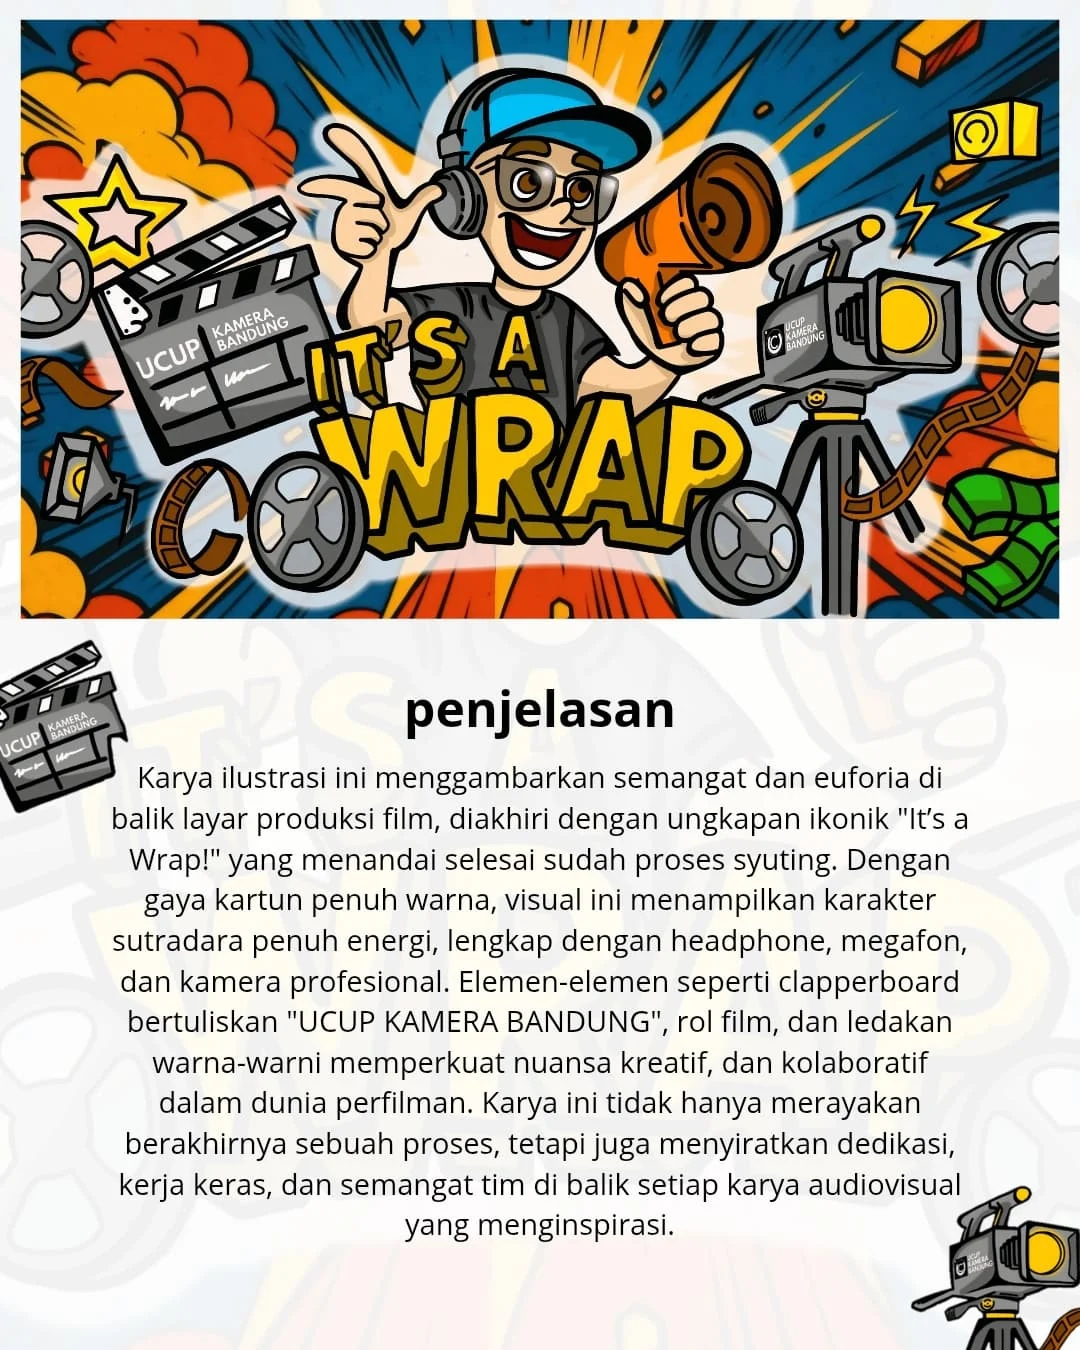 UCUP
KAMERA
BANDUNG
UCUP
KAMERA
BANDUNG
IT'S A
WRAP
penjelasan
Karya ilustrasi ini menggambarkan semangat dan euforia di
balik layar produksi film, diakhiri dengan ungkapan ikonik "It’s a
Wrap!" yang menandai selesai sudah proses syuting. Dengan
gaya kartun penuh warna, visual ini menampilkan karakter
sutradara penuh energi, lengkap dengan headphone, megafon,
dan kamera profesional. Elemen-elemen seperti clapperboard
bertuliskan "UCUP KAMERA BANDUNG", rol film, dan ledakan
warna-warni memperkuat nuansa kreatif, dan kolaboratif
dalam dunia perfilman. Karya ini tidak hanya merayakan
berakhirnya sebuah proses, tetapi juga menyiratkan dedikasi,
kerja keras, dan semangat tim di balik setiap karya audiovisual
yang menginspirasi.
UCUP
KAMERA
BANDUNG
UCUP
KAMERA
BANDUNG
IT'S A
WRAP